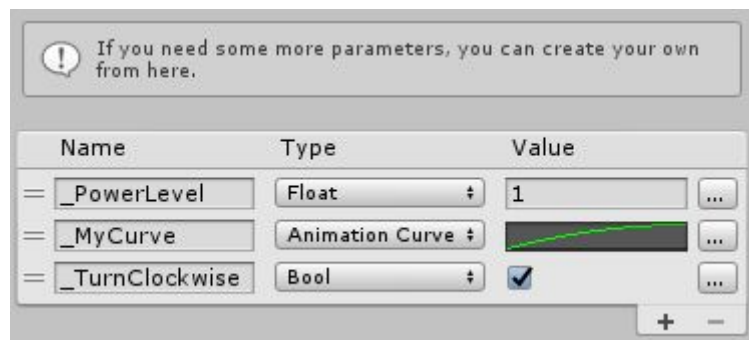 If you need some more parameters, you can create your own
from here.
Name Type Value
_PowerLevel Float 1 ...
_MyCurve Animation Curve ...
_TurnClockwise Bool ...
+ −